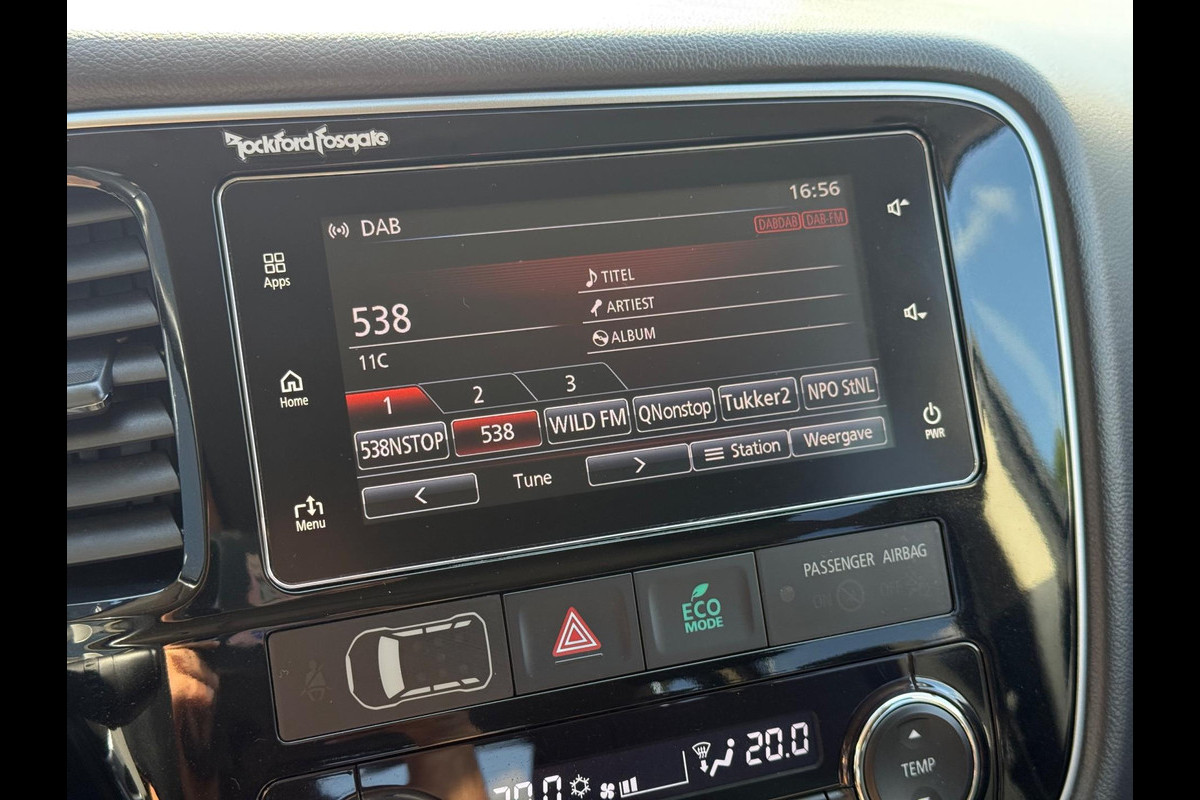 Rockford Fosgate
16:56
DAB
DABDAB DAB-FM
Apps
TITEL
538
ARTIEST
11C
ALBUM
Home
1 2 3
538NSTOP 538 WILD FM QNonstop Tukker2 NPO StNL
PWR
< Tune > Station Weergave
Menu
PASSENGER AIRBAG
ECO
MODE
20.0
TEMP